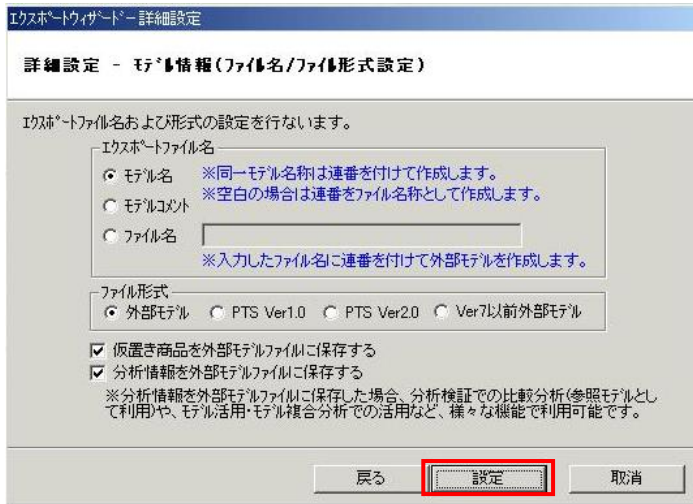 エクスポートウィザード－詳細設定
詳細設定 － モデル情報(ファイル名/ファイル形式設定)
エクスポートファイル名および形式の設定を行ないます。
エクスポートファイル名
モデル名 ※同一モデル名称は連番を付けて作成します。
※空白の場合は連番をファイル名称として作成します。
モデルコメント
ファイル名
※入力したファイル名に連番を付けて外部モデルを作成します。
ファイル形式
外部モデル PTS Ver1.0 PTS Ver2.0 Ver7以前外部モデル
仮置き商品を外部モデルファイルに保存する
分析情報を外部モデルファイルに保存する
※分析情報を外部モデルファイルに保存した場合、分析検証での比較分析(参照モデルとし
て利用)や、モデル活用・モデル複合分析での活用など、様々な機能で利用可能です。
戻る 設定 取消